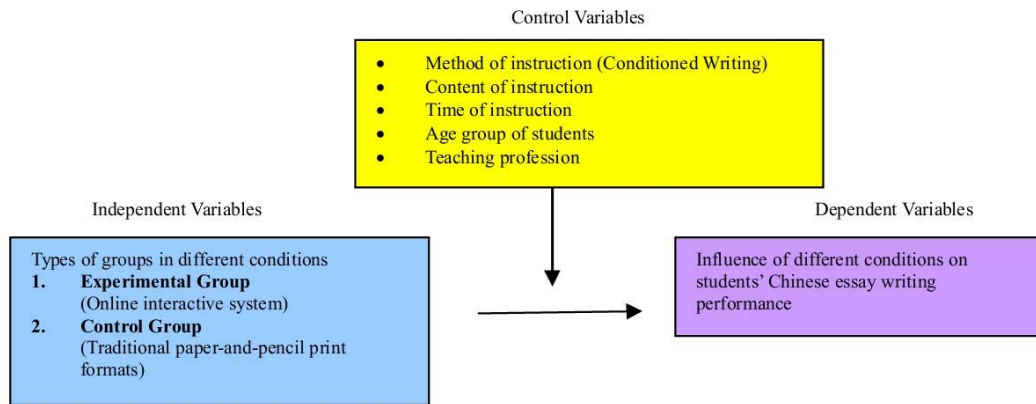 Control Variables
• Method of instruction (Conditioned Writing)
• Content of instruction
• Time of instruction
• Age group of students
• Teaching profession
Independent Variables
Types of groups in different conditions
1. Experimental Group
(Online interactive system)
2. Control Group
(Traditional paper-and-pencil print
formats)
Dependent Variables
Influence of different conditions on
students’ Chinese essay writing
performance